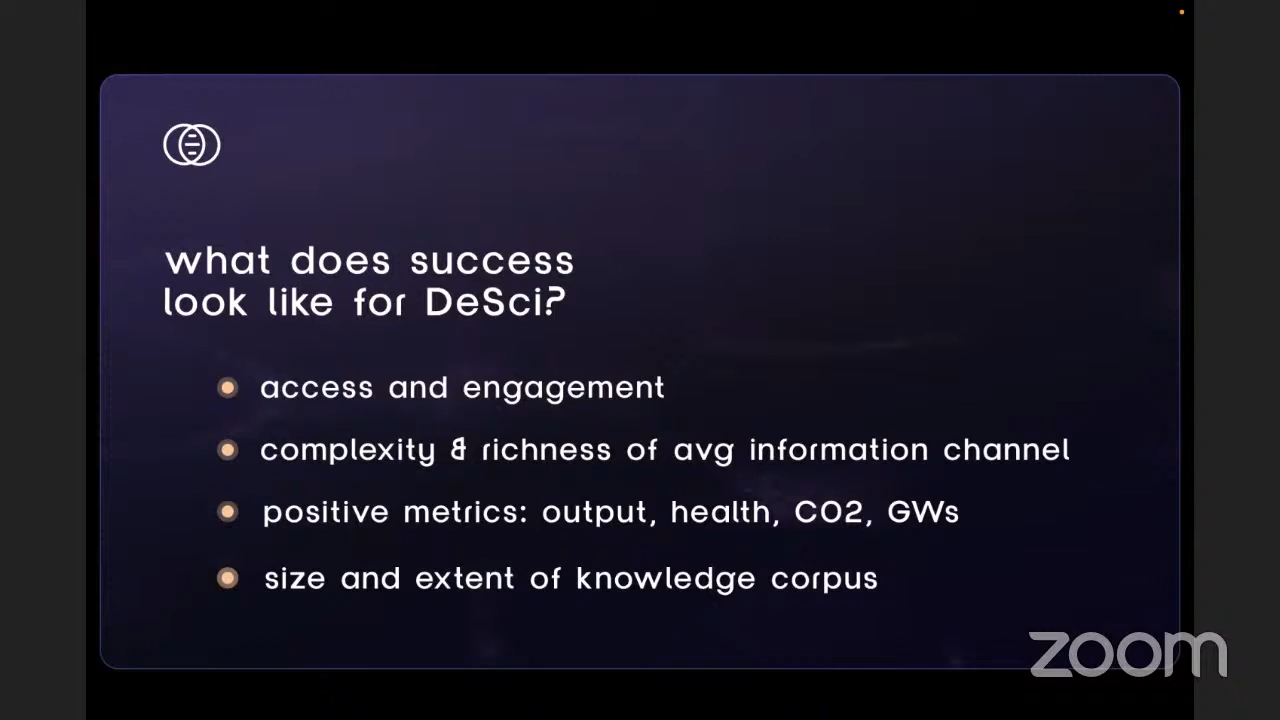 what does success
look like for DeSci?
access and engagement
complexity & richness of avg information channel
positive metrics: output, health, CO2, GWs
size and extent of knowledge corpus
zoom